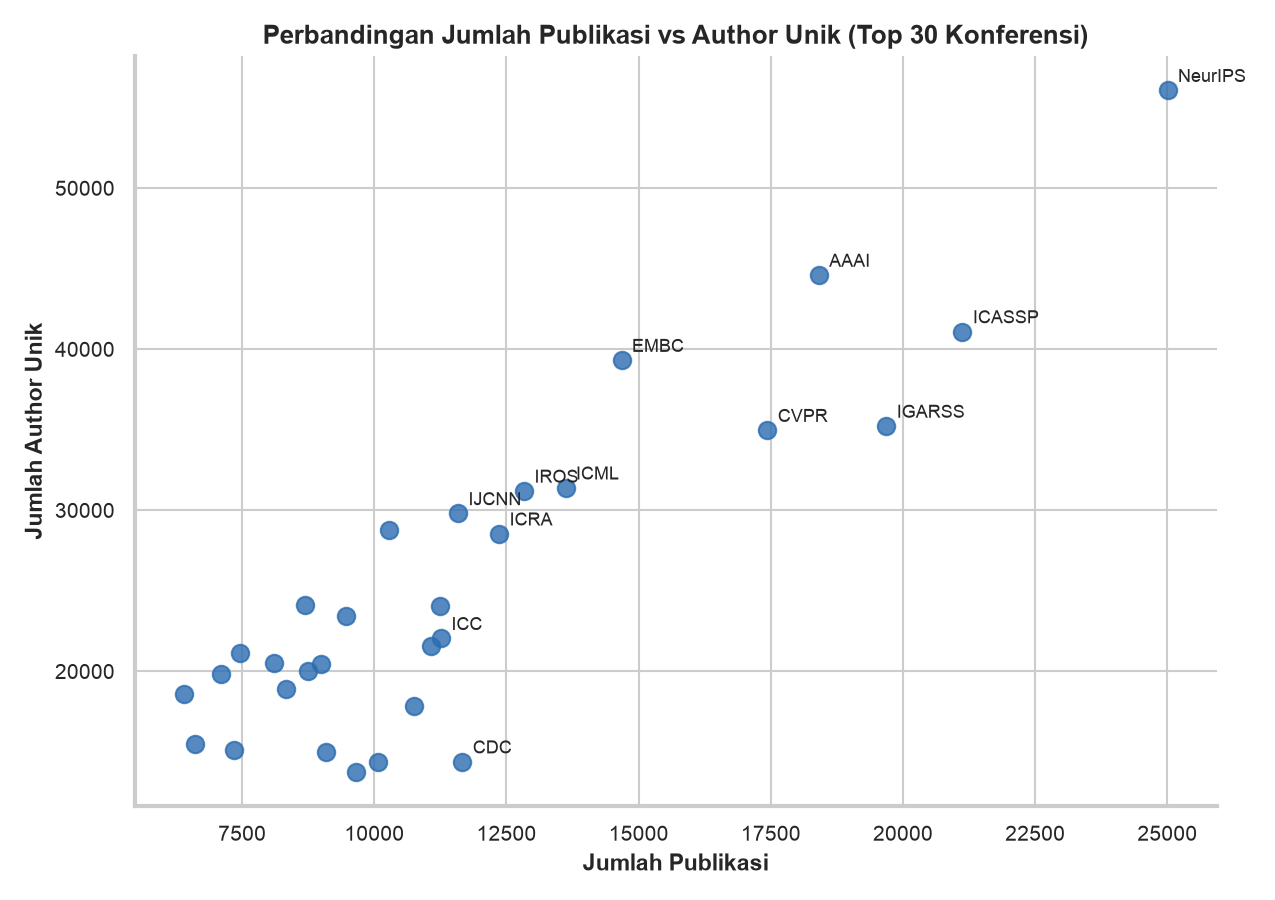 Perbandingan Jumlah Publikasi vs Author Unik (Top 30 Konferensi)
NeurIPS
50000
AAAI
ICASSP
EMBC
40000
IGARSS
CVPR
ICML
IROS
IJCNN
30000
ICRA
ICC
20000
CDC
Jumlah Author Unik
7500 10000 12500 15000 17500 20000 22500 25000
Jumlah Publikasi